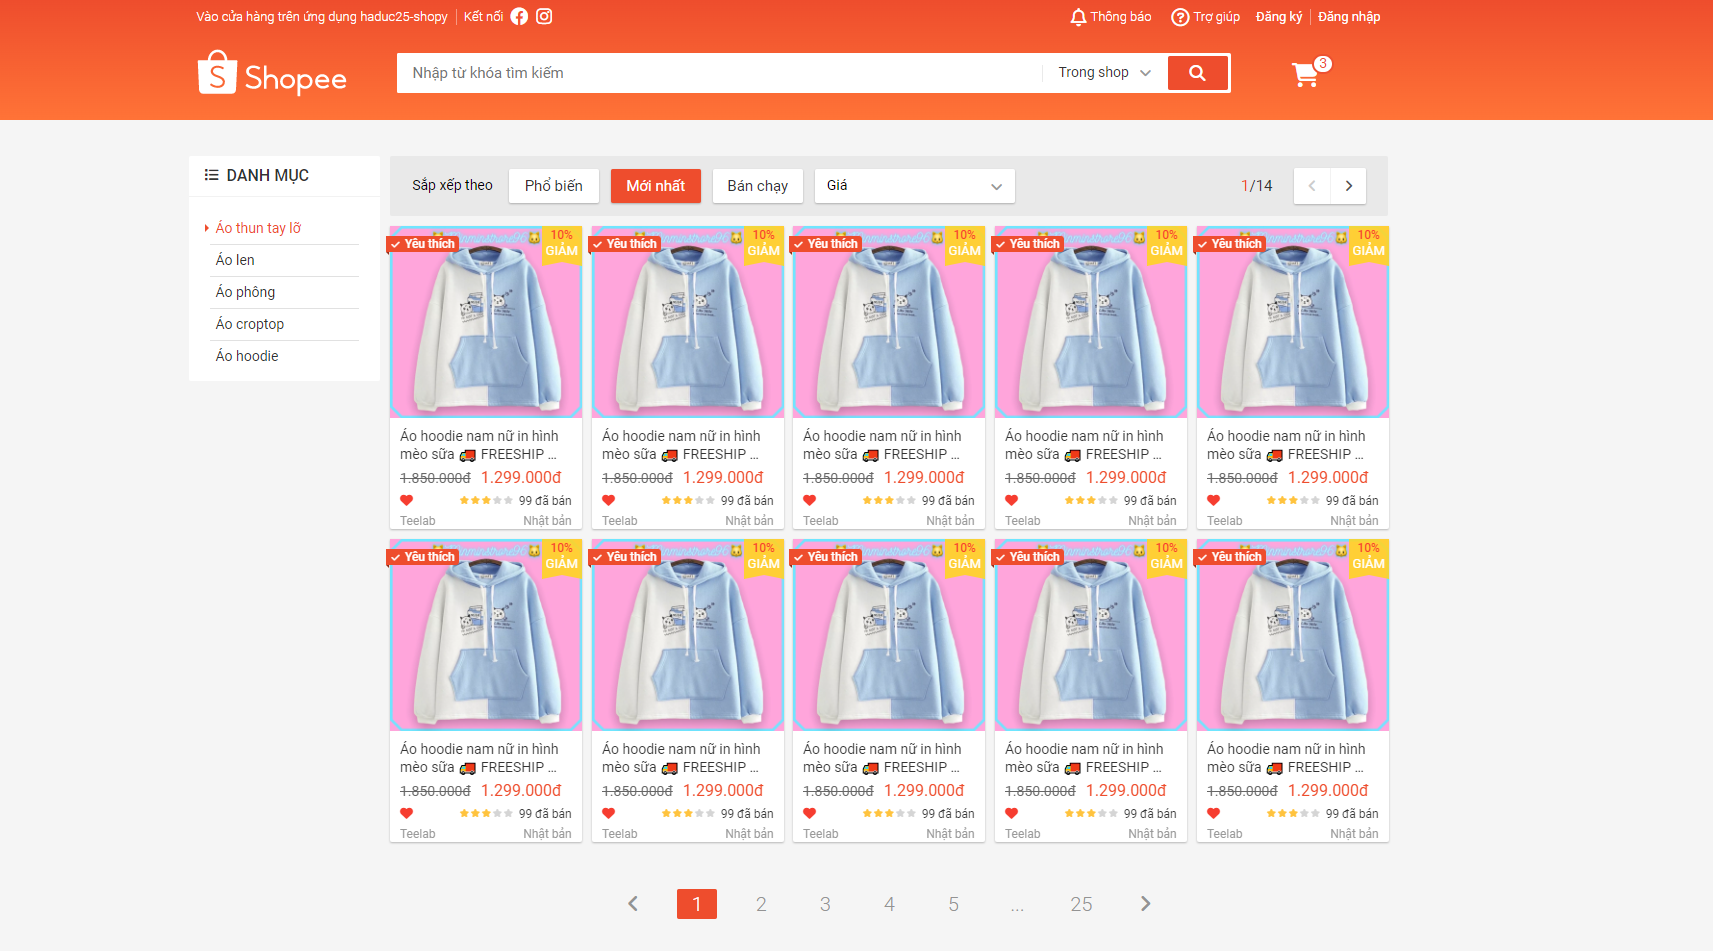 Vào cửa hàng trên ứng dụng haduc25-shopy Kết nối Thông báo Trợ giúp Đăng ký Đăng nhập
Shopee Nhập từ khóa tìm kiếm Trong shop 3
DANH MỤC
Áo thun tay lỡ
Áo len
Áo phông
Áo croptop
Áo hoodie
Sắp xếp theo Phổ biến Mới nhất Bán chạy Giá 1/14
Yêu thích 10% GIẢM Yêu thích 10% GIẢM Yêu thích 10% GIẢM Yêu thích 10% GIẢM Yêu thích 10% GIẢM
Áo hoodie nam nữ in hình Áo hoodie nam nữ in hình Áo hoodie nam nữ in hình Áo hoodie nam nữ in hình Áo hoodie nam nữ in hình
mèo sữa 🚚 FREESHIP ... mèo sữa 🚚 FREESHIP ... mèo sữa 🚚 FREESHIP ... mèo sữa 🚚 FREESHIP ... mèo sữa 🚚 FREESHIP ...
1.850.000đ 1.299.000đ 1.850.000đ 1.299.000đ 1.850.000đ 1.299.000đ 1.850.000đ 1.299.000đ 1.850.000đ 1.299.000đ
99 đã bán 99 đã bán 99 đã bán 99 đã bán 99 đã bán
Teelab Nhật bản Teelab Nhật bản Teelab Nhật bản Teelab Nhật bản Teelab Nhật bản
Yêu thích 10% GIẢM Yêu thích 10% GIẢM Yêu thích 10% GIẢM Yêu thích 10% GIẢM Yêu thích 10% GIẢM
Áo hoodie nam nữ in hình Áo hoodie nam nữ in hình Áo hoodie nam nữ in hình Áo hoodie nam nữ in hình Áo hoodie nam nữ in hình
mèo sữa 🚚 FREESHIP ... mèo sữa 🚚 FREESHIP ... mèo sữa 🚚 FREESHIP ... mèo sữa 🚚 FREESHIP ... mèo sữa 🚚 FREESHIP ...
1.850.000đ 1.299.000đ 1.850.000đ 1.299.000đ 1.850.000đ 1.299.000đ 1.850.000đ 1.299.000đ 1.850.000đ 1.299.000đ
99 đã bán 99 đã bán 99 đã bán 99 đã bán 99 đã bán
Teelab Nhật bản Teelab Nhật bản Teelab Nhật bản Teelab Nhật bản Teelab Nhật bản
1 2 3 4 5 ... 25